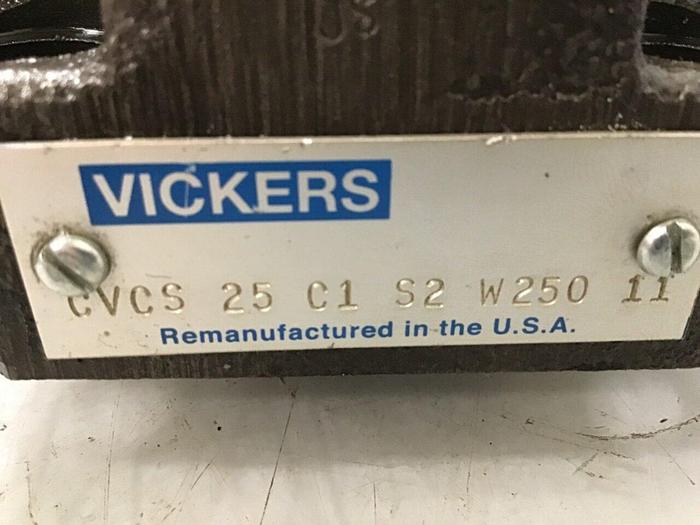 VICKERS
CVCS 25 C1 S2 W250 11
Remanufactured in the U.S.A.